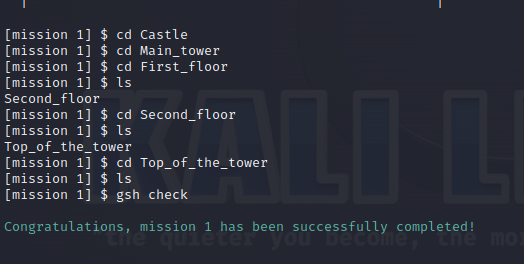 [mission 1] $ cd Castle
[mission 1] $ cd Main_tower
[mission 1] $ cd First_floor
[mission 1] $ ls
Second_floor
[mission 1] $ cd Second_floor
[mission 1] $ ls
Top_of_the_tower
[mission 1] $ cd Top_of_the_tower
[mission 1] $ ls
[mission 1] $ gsh check
Congratulations, mission 1 has been successfully completed!
KALI LI
the quieter you become, the mo